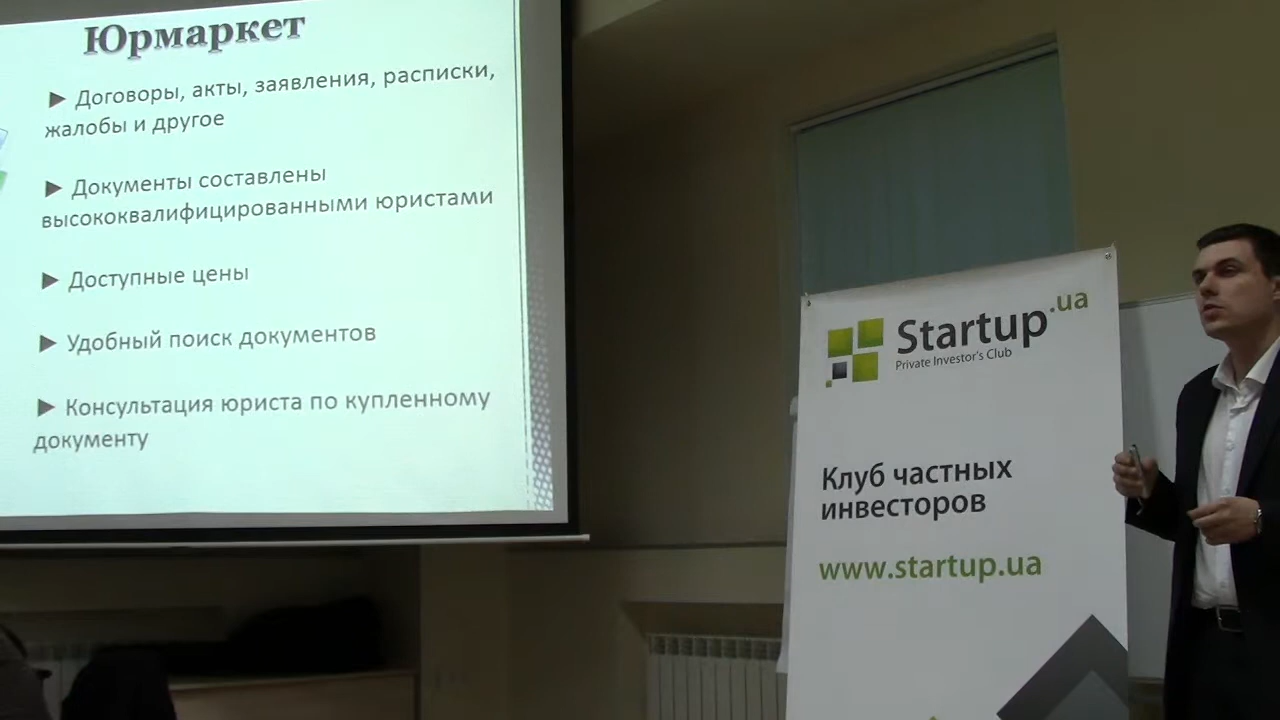 Юрмаркет
► Договоры, акты, заявления, расписки,
жалобы и другое
► Документы составлены
высококвалифицированными юристами
► Доступные цены
► Удобный поиск документов
► Консультация юриста по купленному
документу
Startup.ua
Private Investor's Club
Клуб частных
инвесторов
www.startup.ua